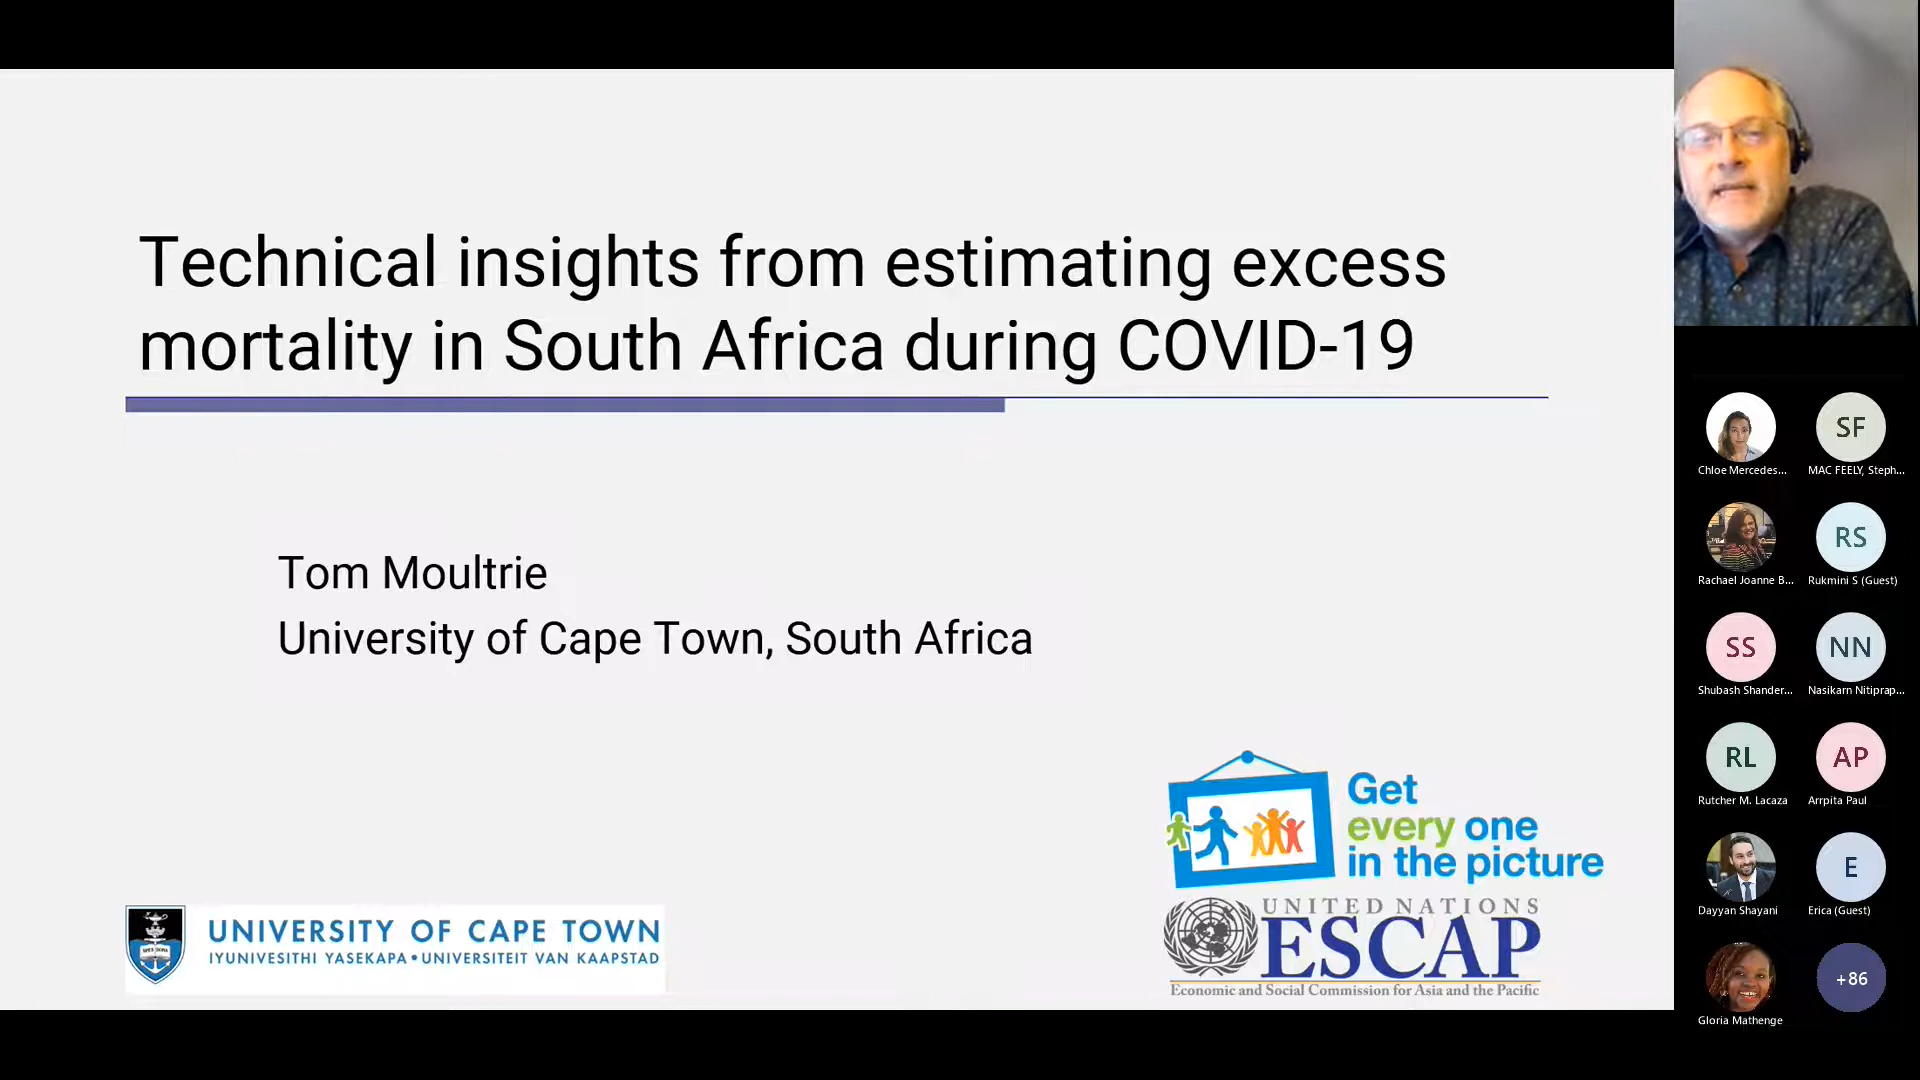 Technical insights from estimating excess
mortality in South Africa during COVID-19
Tom Moultrie
University of Cape Town, South Africa
UNIVERSITY OF CAPE TOWN
IYUNIVESITHI YASEKAPA • UNIVERSITEIT VAN KAAPSTAD
Get
every one
in the picture
UNITED NATIONS
ESCAP
Economic and Social Commission for Asia and the Pacific
Chloe Mercedes...
SF
MAC FEELY, Steph...
Rachael Joanne B...
RS
Rukmini S (Guest)
SS
Shubash Shander...
NN
Nasikarn Nitiprap...
RL
Rutcher M. Lacaza
AP
Arrpita Paul
Dayyan Shayani
E
Erica (Guest)
Gloria Mathenge
+86